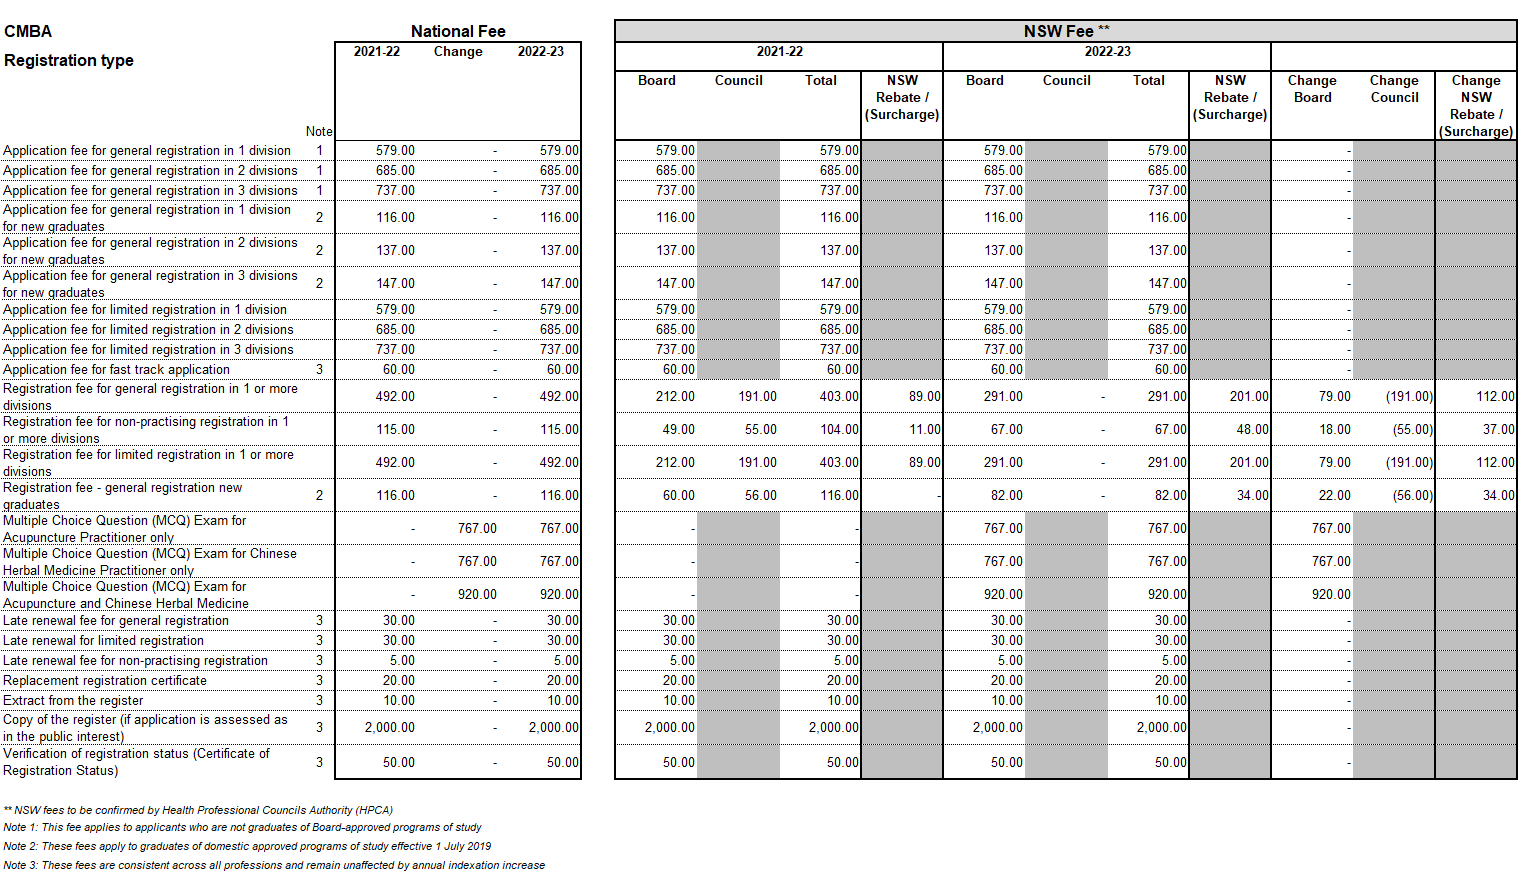 CMBA National Fee NSW Fee **
Registration type 2021-22 Change 2022-23 2021-22 2022-23
Board Council Total NSW Board Council Total NSW Change Change Change
Rebate / Rebate / Board Council NSW
(Surcharge) (Surcharge) Rebate /
Note (Surcharge)
Application fee for general registration in 1 division 1 579.00 - 579.00 579.00 579.00 579.00 579.00 -
Application fee for general registration in 2 divisions 1 685.00 - 685.00 685.00 685.00 685.00 685.00 -
Application fee for general registration in 3 divisions 1 737.00 - 737.00 737.00 737.00 737.00 737.00 -
Application fee for general registration in 1 division
for new graduates 2 116.00 - 116.00 116.00 116.00 116.00 116.00 -
Application fee for general registration in 2 divisions
for new graduates 2 137.00 - 137.00 137.00 137.00 137.00 137.00 -
Application fee for general registration in 3 divisions
for new graduates 2 147.00 - 147.00 147.00 147.00 147.00 147.00 -
Application fee for limited registration in 1 division 579.00 - 579.00 579.00 579.00 579.00 579.00 -
Application fee for limited registration in 2 divisions 685.00 - 685.00 685.00 685.00 685.00 685.00 -
Application fee for limited registration in 3 divisions 737.00 - 737.00 737.00 737.00 737.00 737.00 -
Application fee for fast track application 3 60.00 - 60.00 60.00 60.00 60.00 60.00 -
Registration fee for general registration in 1 or more
divisions 492.00 - 492.00 212.00 191.00 403.00 89.00 291.00 - 291.00 201.00 79.00 (191.00) 112.00
Registration fee for non-practising registration in 1
or more divisions 115.00 - 115.00 49.00 55.00 104.00 11.00 67.00 - 67.00 48.00 18.00 (55.00) 37.00
Registration fee for limited registration in 1 or more
divisions 492.00 - 492.00 212.00 191.00 403.00 89.00 291.00 - 291.00 201.00 79.00 (191.00) 112.00
Registration fee - general registration new
graduates 2 116.00 - 116.00 60.00 56.00 116.00 - 82.00 - 82.00 34.00 22.00 (56.00) 34.00
Multiple Choice Question (MCQ) Exam for
Acupuncture Practitioner only - 767.00 767.00 - - 767.00 767.00 767.00
Multiple Choice Question (MCQ) Exam for Chinese
Herbal Medicine Practitioner only - 767.00 767.00 - - 767.00 767.00 767.00
Multiple Choice Question (MCQ) Exam for
Acupuncture and Chinese Herbal Medicine - 920.00 920.00 - - 920.00 920.00 920.00
Late renewal fee for general registration 3 30.00 - 30.00 30.00 30.00 30.00 30.00 -
Late renewal for limited registration 3 30.00 - 30.00 30.00 30.00 30.00 30.00 -
Late renewal fee for non-practising registration 3 5.00 - 5.00 5.00 5.00 5.00 5.00 -
Replacement registration certificate 3 20.00 - 20.00 20.00 20.00 20.00 20.00 -
Extract from the register 3 10.00 - 10.00 10.00 10.00 10.00 10.00 -
Copy of the register (if application is assessed as
in the public interest) 3 2,000.00 - 2,000.00 2,000.00 2,000.00 2,000.00 2,000.00 -
Verification of registration status (Certificate of
Registration Status) 3 50.00 - 50.00 50.00 50.00 50.00 50.00 -
** NSW fees to be confirmed by Health Professional Councils Authority (HPCA)
Note 1: This fee applies to applicants who are not graduates of Board-approved programs of study
Note 2: These fees apply to graduates of domestic approved programs of study effective 1 July 2019
Note 3: These fees are consistent across all professions and remain unaffected by annual indexation increase